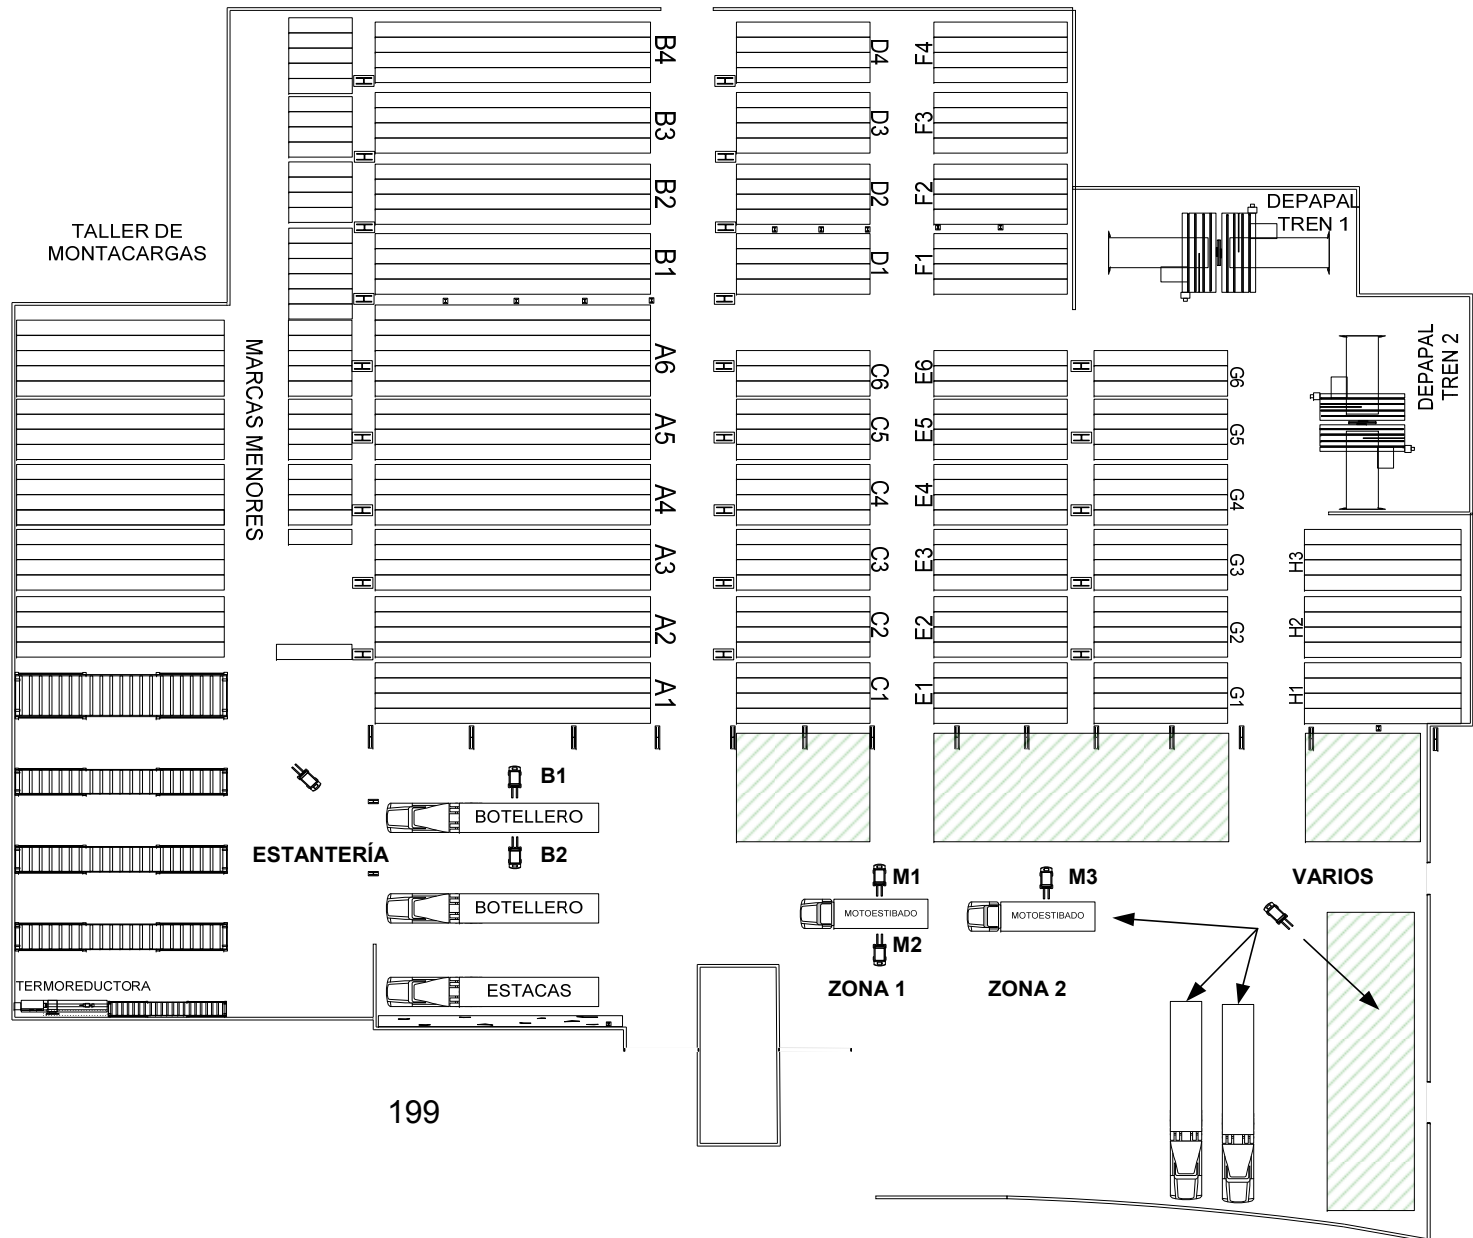 B4
D4
F4
B3
D3
F3
B2
D2
F2
DEPAPAL
TREN 1
TALLER DE
MONTACARGAS
B1
D1
F1
MARCAS MENORES
A6
C6
E6
G6
DEPAPAL
TREN 2
A5
C5
E5
G5
A4
C4
E4
G4
A3
C3
E3
G3
H3
A2
C2
E2
G2
H2
A1
C1
E1
G1
H1
B1
BOTELLERO
ESTANTERÍA
B2
M1
M3
VARIOS
BOTELLERO
MOTOESTIBADO
MOTOESTIBADO
M2
TERMOREDUCTORA
ESTACAS
ZONA 1
ZONA 2
199